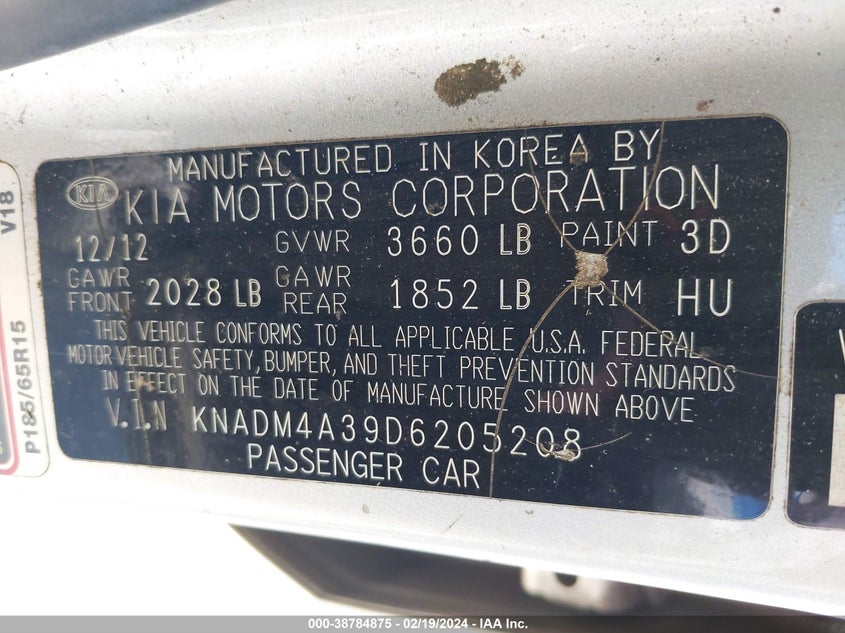 MANUFACTURED IN KOREA BY
KIA KIA MOTORS CORPORATION
12/12 GVWR 3660 LB PAINT 3D
GAWR FRONT 2028 LB GAWR REAR 1852 LB TRIM HU
THIS VEHICLE CONFORMS TO ALL APPLICABLE U.S.A. FEDERAL
MOTOR VEHICLE SAFETY, BUMPER, AND THEFT PREVENTION STANDARDS
IN EFFECT ON THE DATE OF MANUFACTURE SHOWN ABOVE
V.I.N KNADM4A39D6205208
PASSENGER CAR
P185/65R15
V18
000-38784875 - 02/19/2024 - IAA Inc.